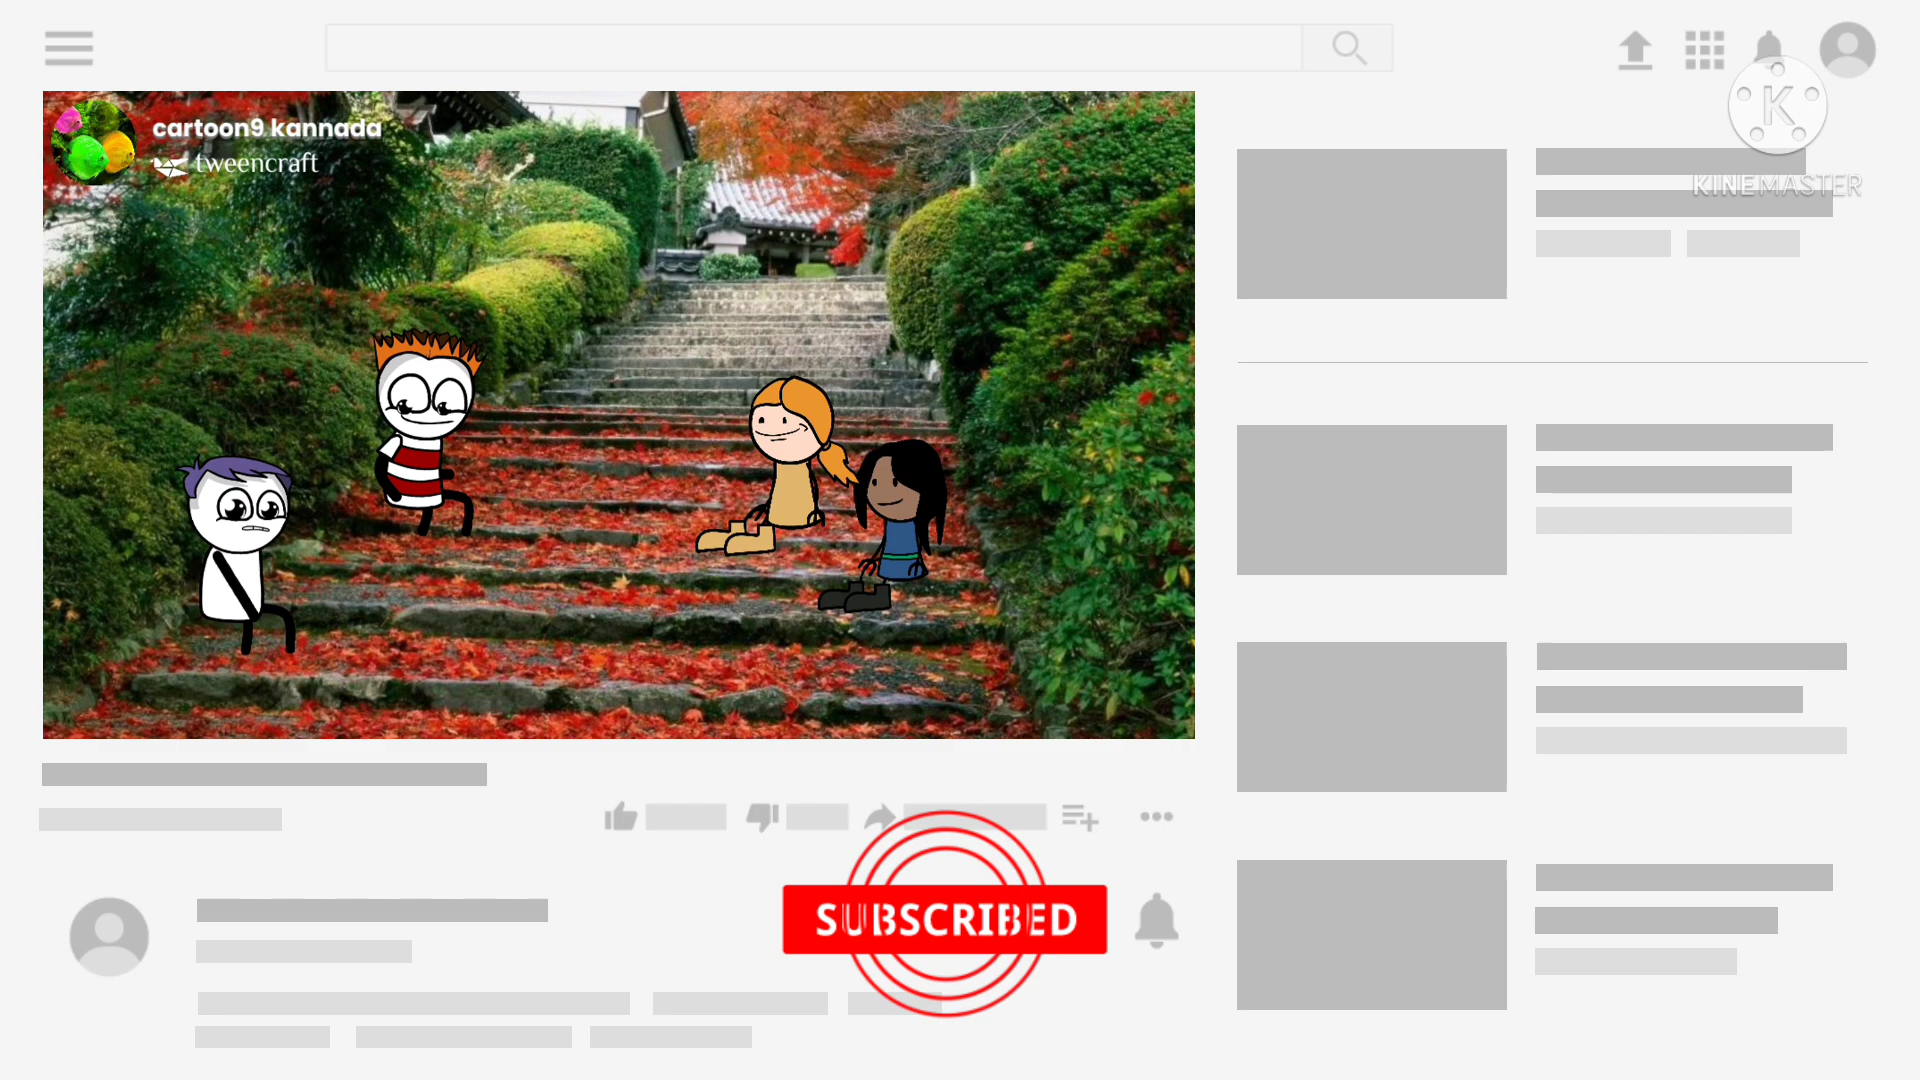 cartoon9 kannada
tweencraft
K
KINEMASTER
SUBSCRIBED